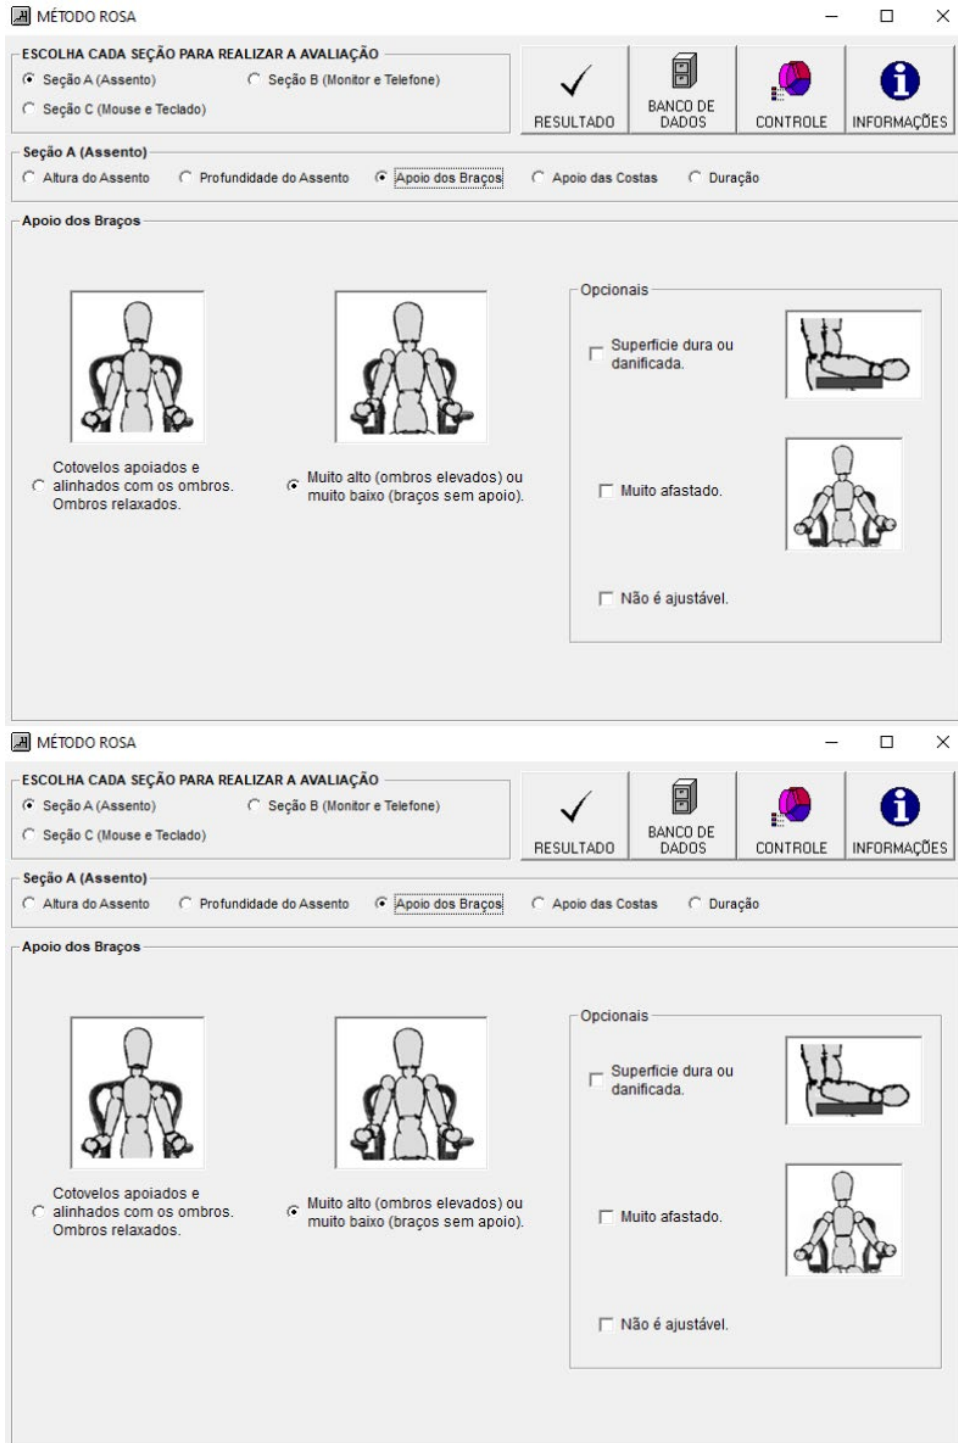 MÉTODO ROSA
ESCOLHA CADA SEÇÃO PARA REALIZAR A AVALIAÇÃO
Seção A (Assento) Seção B (Monitor e Telefone)
Seção C (Mouse e Teclado)
RESULTADO
BANCO DE
DADOS
CONTROLE
INFORMAÇÕES
Seção A (Assento)
Altura do Assento Profundidade do Assento Apoio dos Braços Apoio das Costas Duração
Apoio dos Braços
Cotovelos apoiados e
alinhados com os ombros.
Ombros relaxados.
Muito alto (ombros elevados) ou
muito baixo (braços sem apoio).
Opcionais
Superficie dura ou
danificada.
Muito afastado.
Não é ajustável.
MÉTODO ROSA
ESCOLHA CADA SEÇÃO PARA REALIZAR A AVALIAÇÃO
Seção A (Assento) Seção B (Monitor e Telefone)
Seção C (Mouse e Teclado)
RESULTADO
BANCO DE
DADOS
CONTROLE
INFORMAÇÕES
Seção A (Assento)
Altura do Assento Profundidade do Assento Apoio dos Braços Apoio das Costas Duração
Apoio dos Braços
Cotovelos apoiados e
alinhados com os ombros.
Ombros relaxados.
Muito alto (ombros elevados) ou
muito baixo (braços sem apoio).
Opcionais
Superficie dura ou
danificada.
Muito afastado.
Não é ajustável.